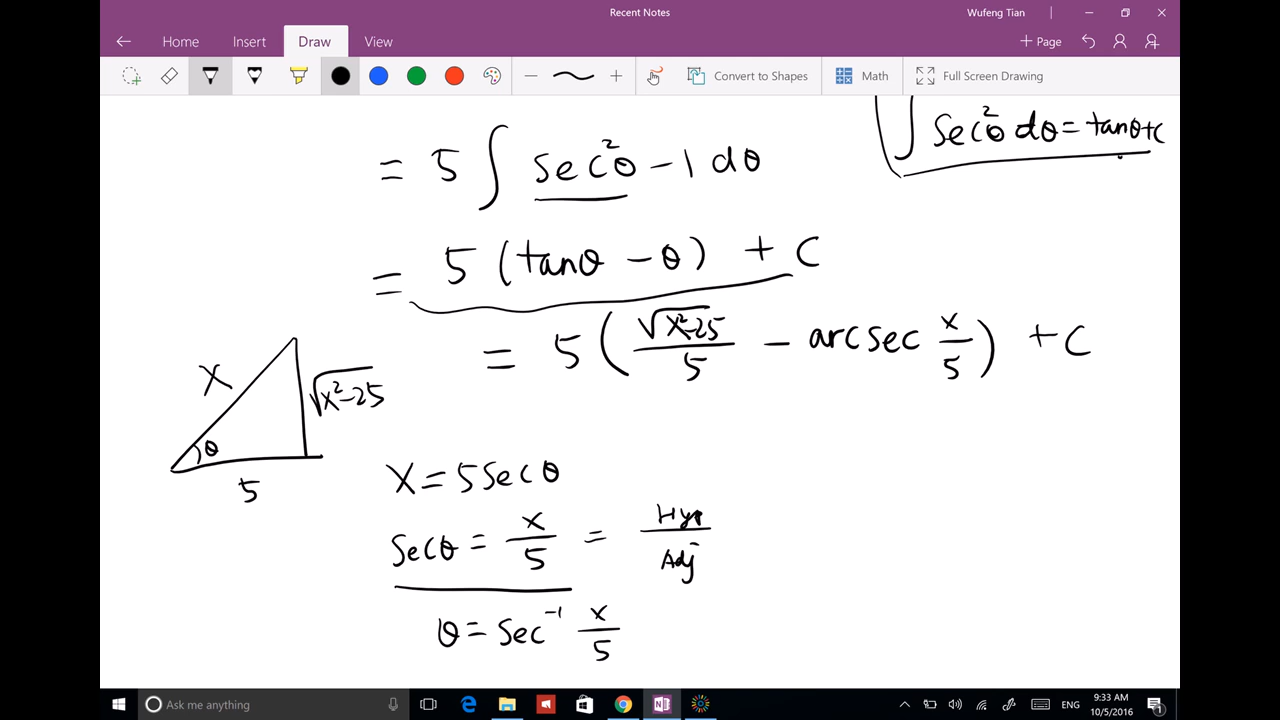 Recent Notes
Wufeng Tian
Home Insert Draw View
+ Page
Convert to Shapes
Math
Full Screen Drawing
∫ sec²θ dθ = tanθ + C
= 5 ∫ sec²θ − 1 dθ
= 5 (tanθ − θ) + C
= 5 ( √x²−25 / 5 − arcsec x/5 ) + C
x
√x²−25
θ
5
x = 5 secθ
secθ = x/5 = Hyp/Adj
θ = sec⁻¹ x/5
Ask me anything
ENG
9:33 AM
10/5/2016
1